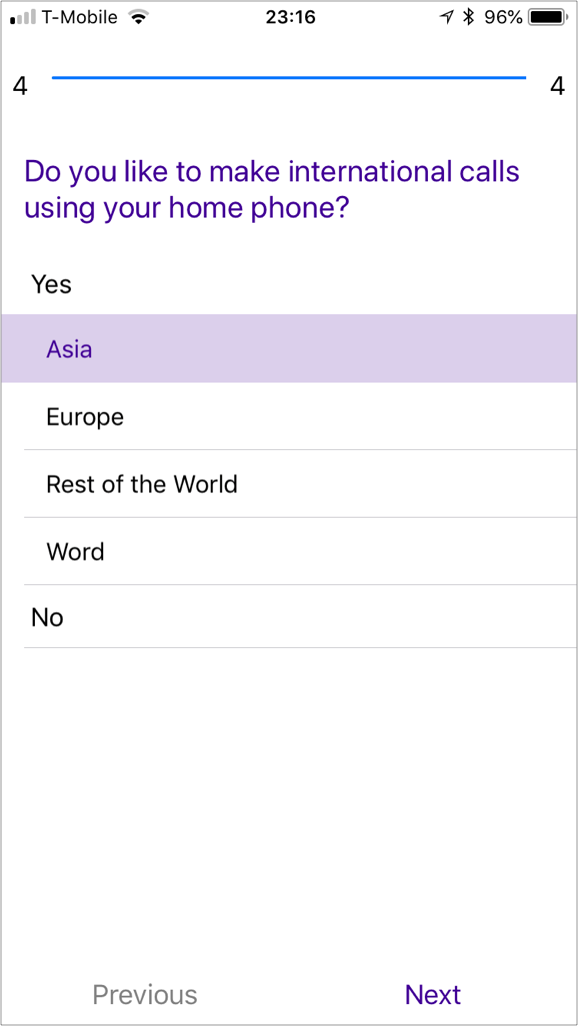 T-Mobile 23:16 96%
4 4
Do you like to make international calls
using your home phone?
Yes
Asia
Europe
Rest of the World
Word
No
Previous Next